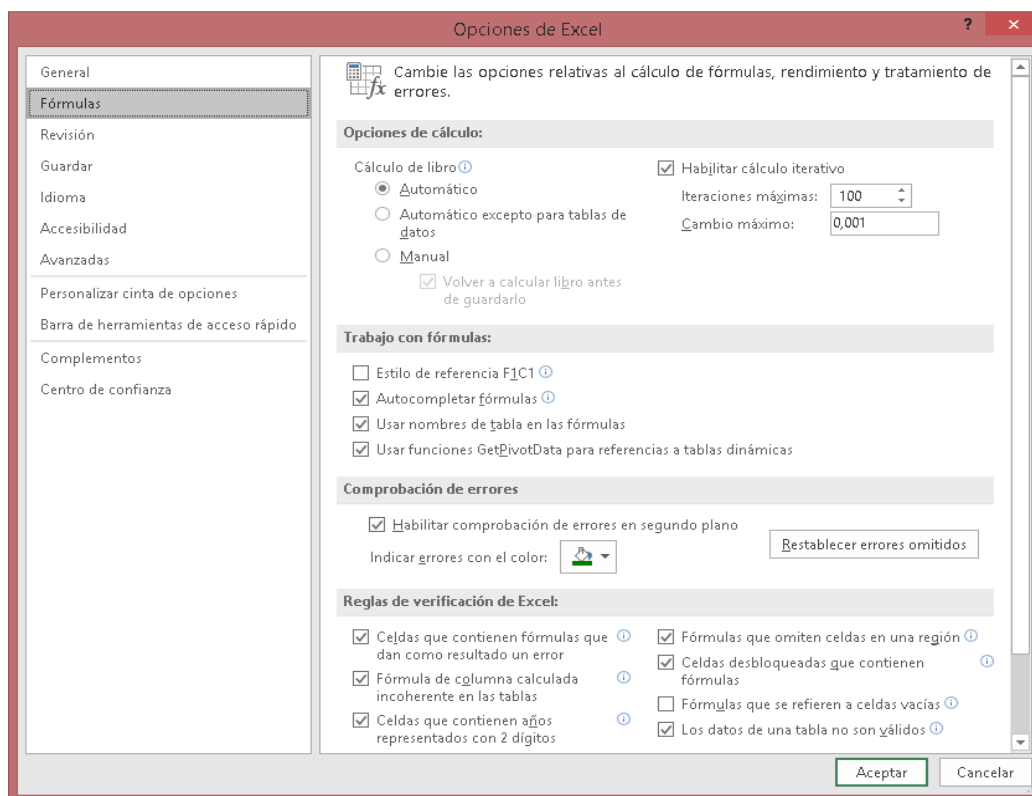 Opciones de Excel
?
General
Fórmulas
Revisión
Guardar
Idioma
Accesibilidad
Avanzadas
Personalizar cinta de opciones
Barra de herramientas de acceso rápido
Complementos
Centro de confianza
fx
Cambie las opciones relativas al cálculo de fórmulas, rendimiento y tratamiento de
errores.
Opciones de cálculo:
Cálculo de libro
Automático
Automático excepto para tablas de
datos
Manual
Volver a calcular libro antes
de guardarlo
Habilitar cálculo iterativo
Iteraciones máximas: 100
Cambio máximo: 0,001
Trabajo con fórmulas:
Estilo de referencia F1C1
Autocompletar fórmulas
Usar nombres de tabla en las fórmulas
Usar funciones GetPivotData para referencias a tablas dinámicas
Comprobación de errores
Habilitar comprobación de errores en segundo plano
Indicar errores con el color:
Restablecer errores omitidos
Reglas de verificación de Excel:
Celdas que contienen fórmulas que
dan como resultado un error
Fórmula de columna calculada
incoherente en las tablas
Celdas que contienen años
representados con 2 dígitos
Fórmulas que omiten celdas en una región
Celdas desbloqueadas que contienen
fórmulas
Fórmulas que se refieren a celdas vacías
Los datos de una tabla no son válidos
Aceptar
Cancelar